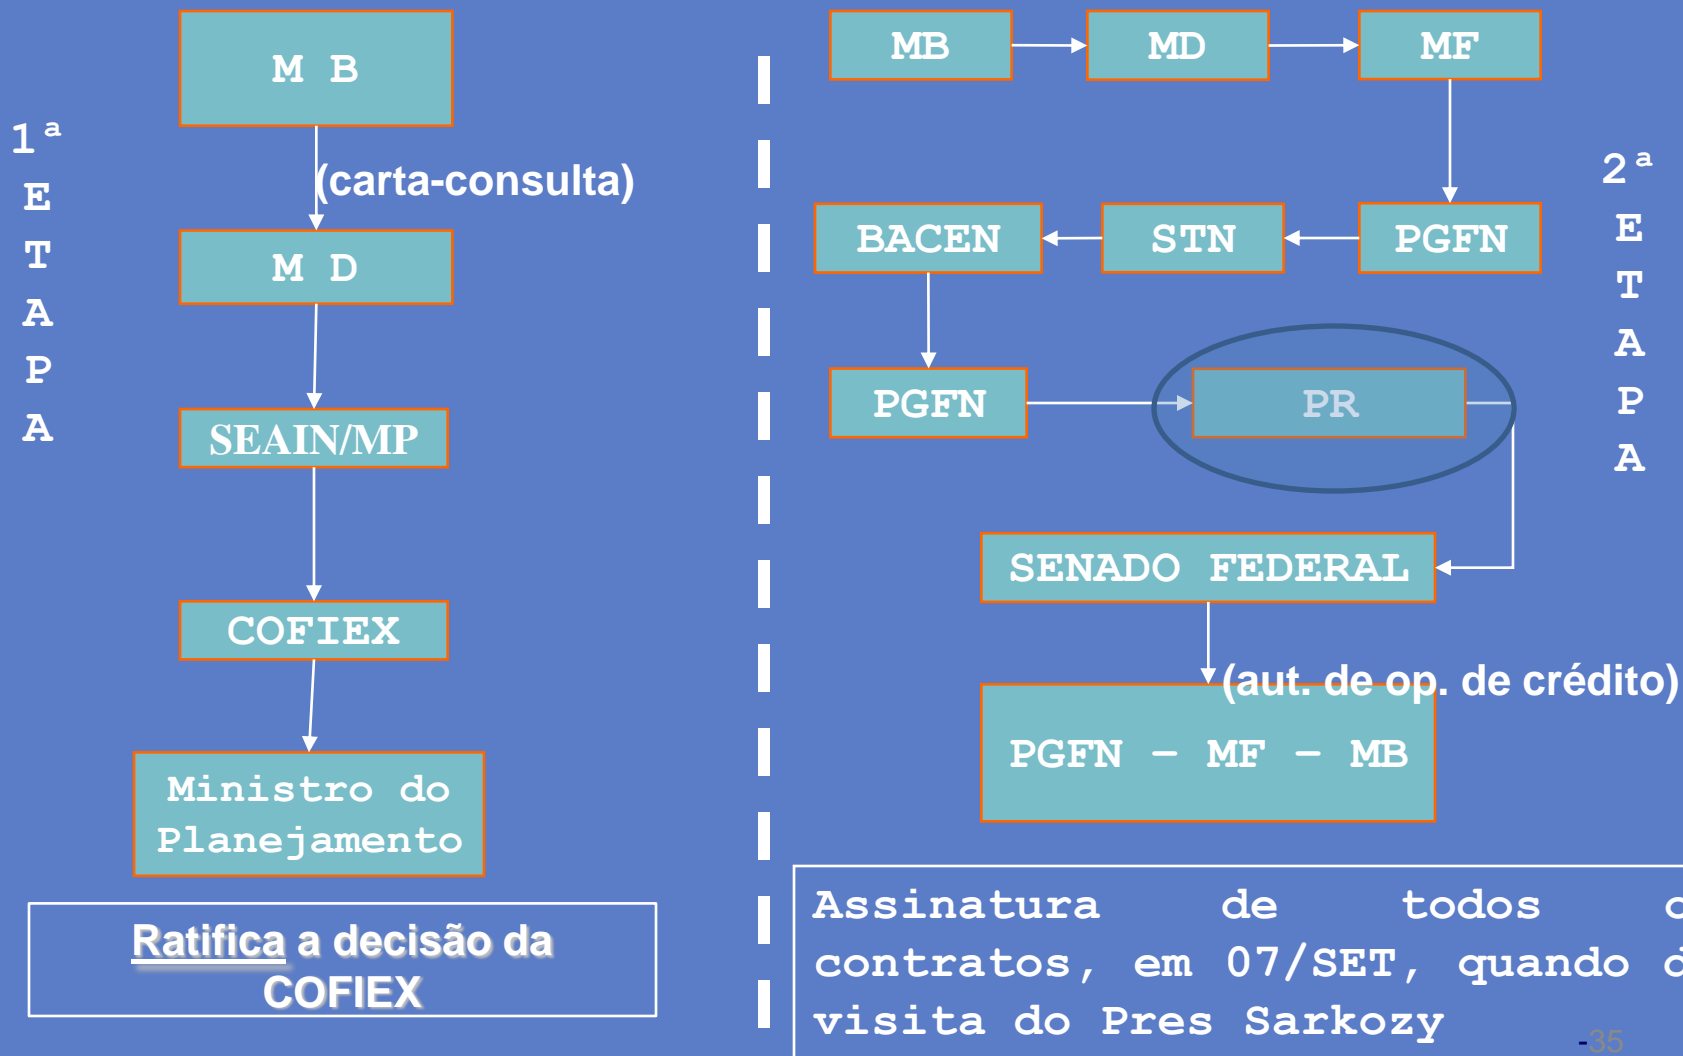 1ª
E
T
A
P
A
M B
(carta-consulta)
M D
SEAIN/MP
COFIEX
Ministro do
Planejamento
Ratifica a decisão da
COFIEX
MB
MD
MF
BACEN
STN
PGFN
PGFN
PR
SENADO FEDERAL
(aut. de op. de crédito)
PGFN – MF – MB
2ª
E
T
A
P
A
Assinatura de todos
contratos, em 07/SET, quando
visita do Pres Sarkozy
-35